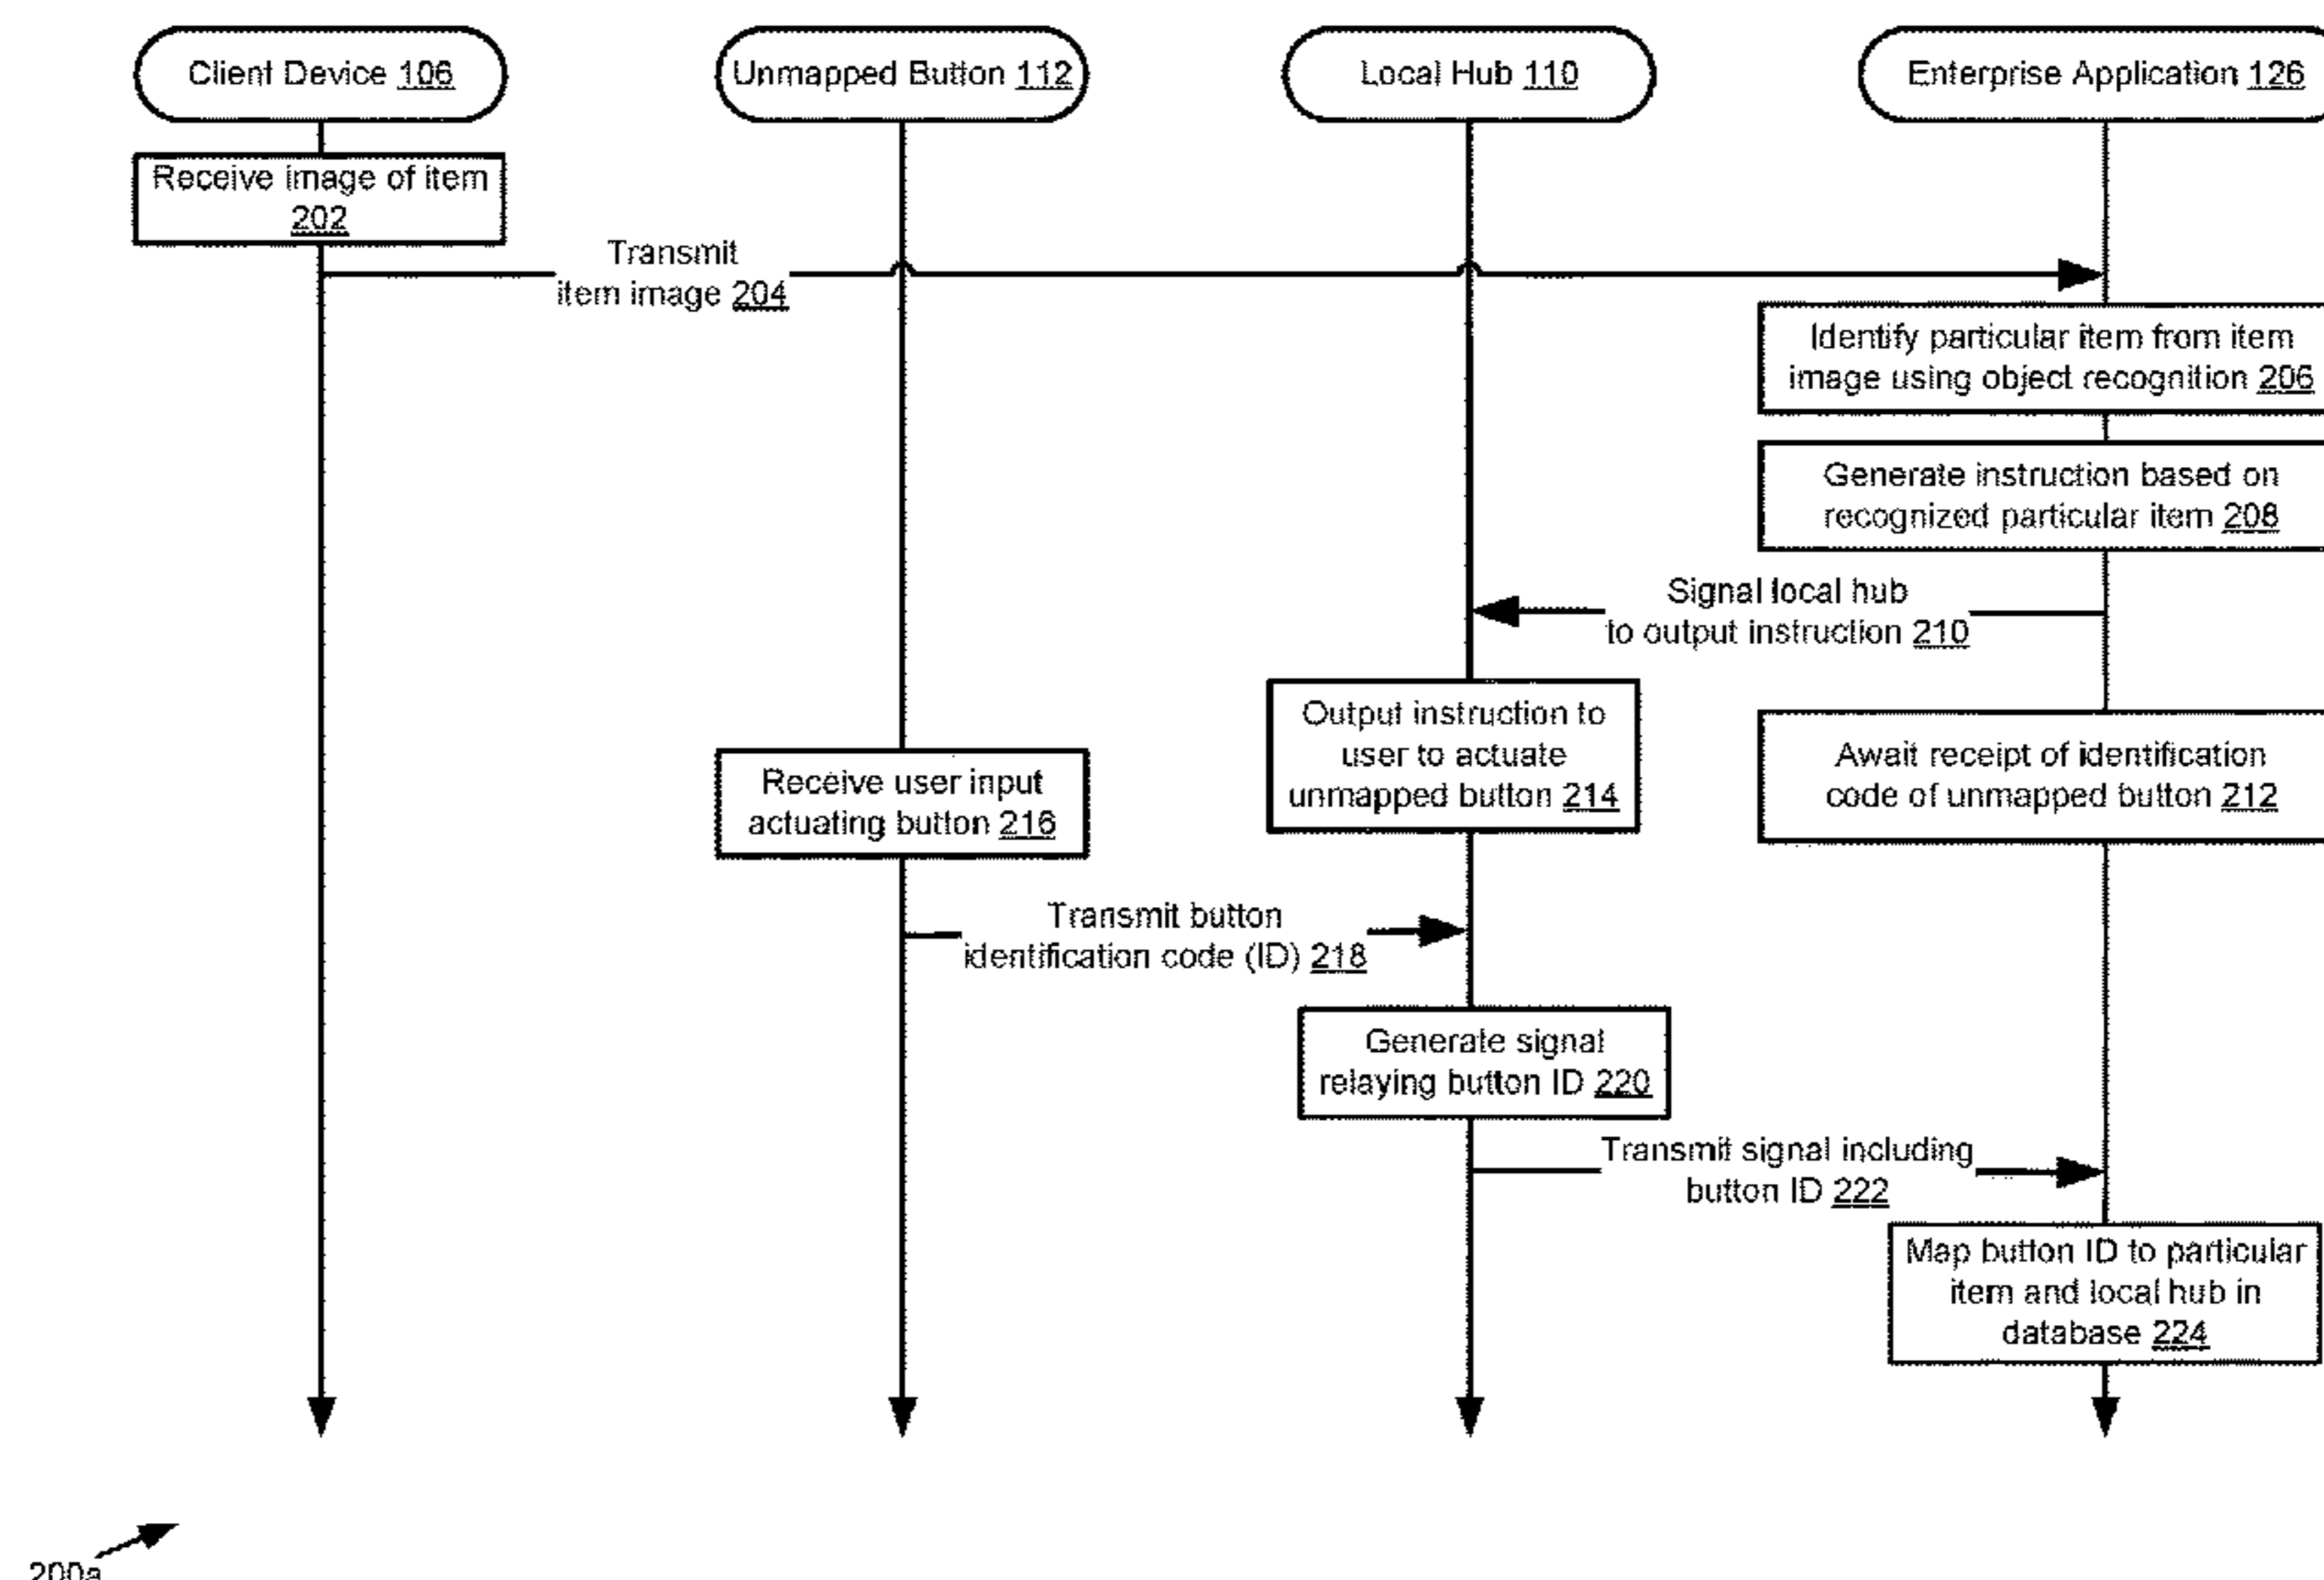 Client Device 106
Unmapped Button 112
Local Hub 110
Enterprise Application 126
Receive image of item
202
Transmit
item image 204
Identify particular item from item
image using object recognition 206
Generate instruction based on
recognized particular item 208
Signal local hub
to output instruction 210
Output instruction to
user to actuate
unmapped button 214
Await receipt of identification
code of unmapped button 212
Receive user input
actuating button 216
Transmit button
identification code (ID) 218
Generate signal
relaying button ID 220
Transmit signal including
button ID 222
Map button ID to particular
item and local hub in
database 224
200a